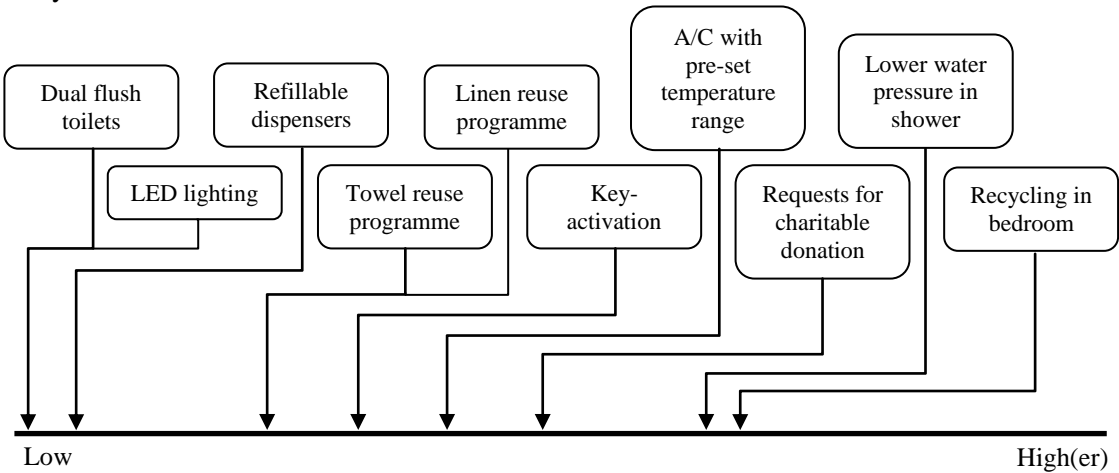 Dual flush
toilets
LED lighting
Refillable
dispensers
Towel reuse
programme
Linen reuse
programme
Key-
activation
A/C with
pre-set
temperature
range
Requests for
charitable
donation
Lower water
pressure in
shower
Recycling in
bedroom
Low
High(er)